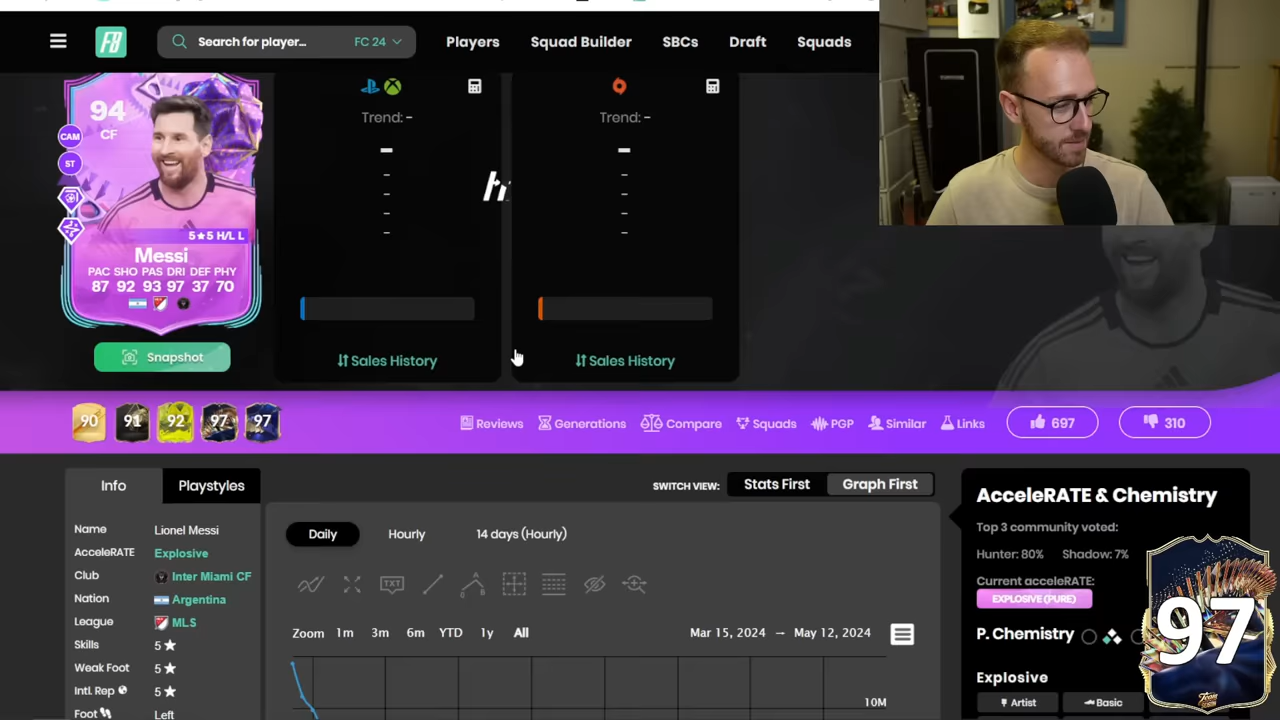 FB
Search for player...
FC 24
Players
Squad Builder
SBCs
Draft
Squads
94
CF
CAM
ST
5★5 H/L L
Messi
PAC SHO PAS DRI DEF PHY
87 92 93 97 37 70
Snapshot
Trend: -
-
-
-
-
-
Sales History
Trend: -
-
-
-
-
-
Sales History
90
91
92
97
97
Reviews
Generations
Compare
Squads
PGP
Similar
Links
697
310
Info
Playstyles
SWITCH VIEW:
Stats First
Graph First
Name
Lionel Messi
AcceleRATE
Explosive
Club
Inter Miami CF
Nation
Argentina
League
MLS
Skills
5 ★
Weak Foot
5 ★
Intl. Rep
5 ★
Foot
Left
Daily
Hourly
14 days (Hourly)
TXT
Zoom
1m
3m
6m
YTD
1y
All
Mar 15, 2024 → May 12, 2024
10M
AcceleRATE & Chemistry
Top 3 community voted:
Hunter: 80%
Shadow: 7%
Current acceleRATE:
EXPLOSIVE (PURE)
P. Chemistry
Explosive
Artist
Basic
97